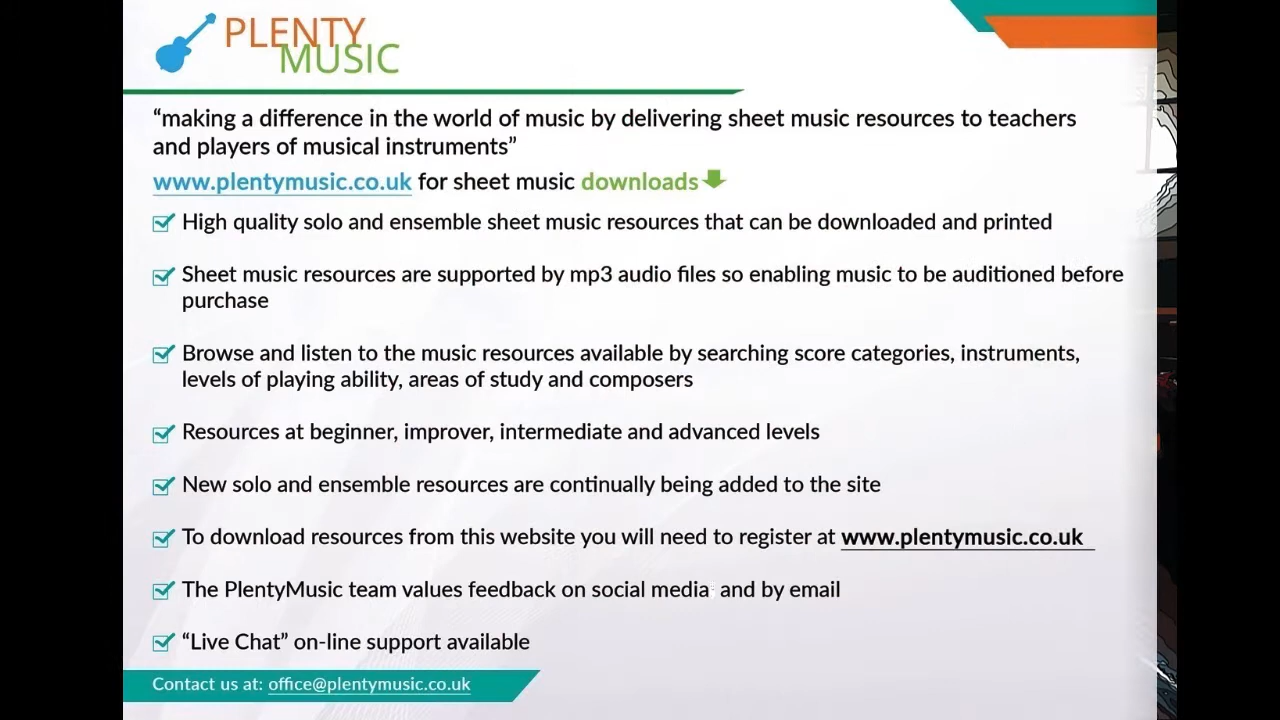 PLENTY
MUSIC
“making a difference in the world of music by delivering sheet music resources to teachers
and players of musical instruments”
www.plentymusic.co.uk for sheet music downloads
High quality solo and ensemble sheet music resources that can be downloaded and printed
Sheet music resources are supported by mp3 audio files so enabling music to be auditioned before
purchase
Browse and listen to the music resources available by searching score categories, instruments,
levels of playing ability, areas of study and composers
Resources at beginner, improver, intermediate and advanced levels
New solo and ensemble resources are continually being added to the site
To download resources from this website you will need to register at www.plentymusic.co.uk
The PlentyMusic team values feedback on social media and by email
“Live Chat” on-line support available
Contact us at: office@plentymusic.co.uk